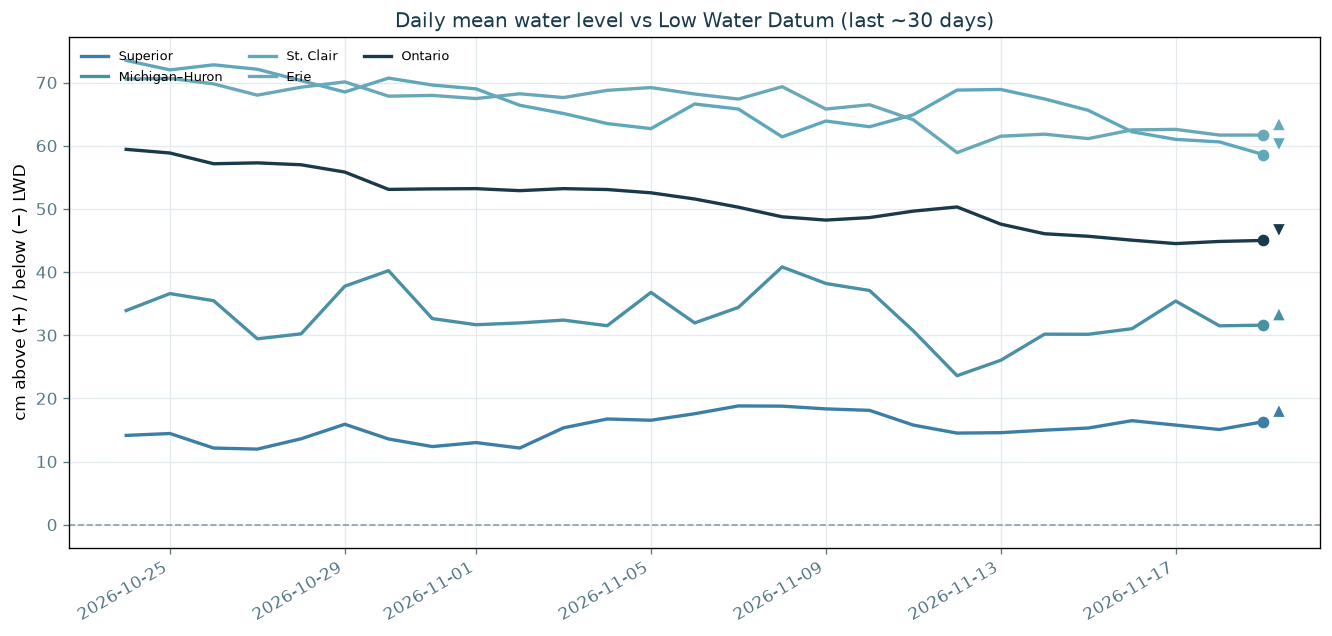 Daily mean water level vs Low Water Datum (last ~30 days)
Superior
Michigan–Huron
St. Clair
Erie
Ontario
cm above (+) / below (−) LWD
70
60
50
40
30
20
10
0
2026-10-25
2026-10-29
2026-11-01
2026-11-05
2026-11-09
2026-11-13
2026-11-17